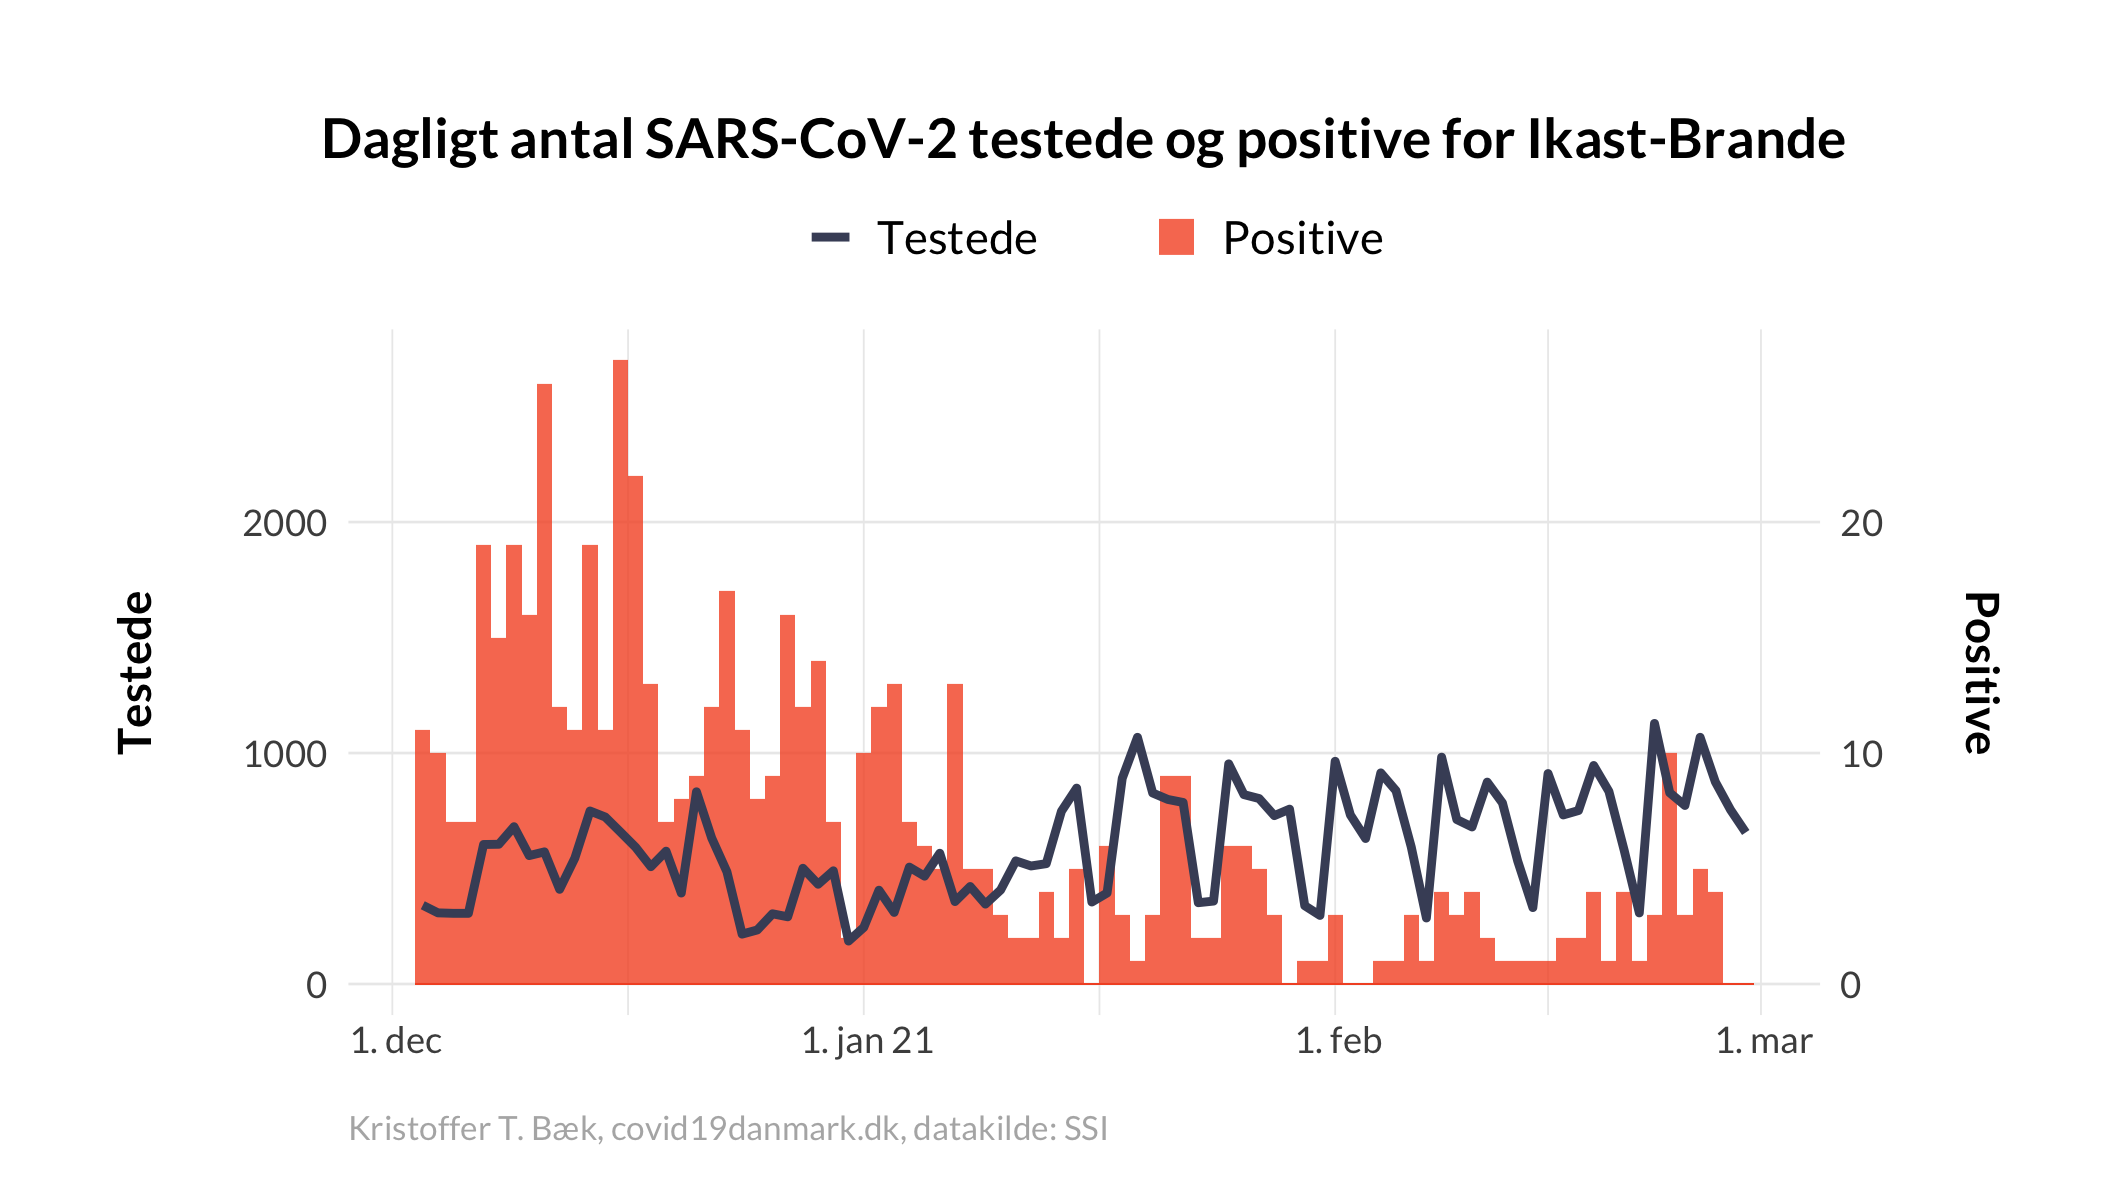 Dagligt antal SARS-CoV-2 testede og positive for Ikast-Brande
Testede
Positive
2000
1000
0
Testede
20
10
0
Positive
1. dec
1. jan 21
1. feb
1. mar
Kristoffer T. Bæk, covid19danmark.dk, datakilde: SSI